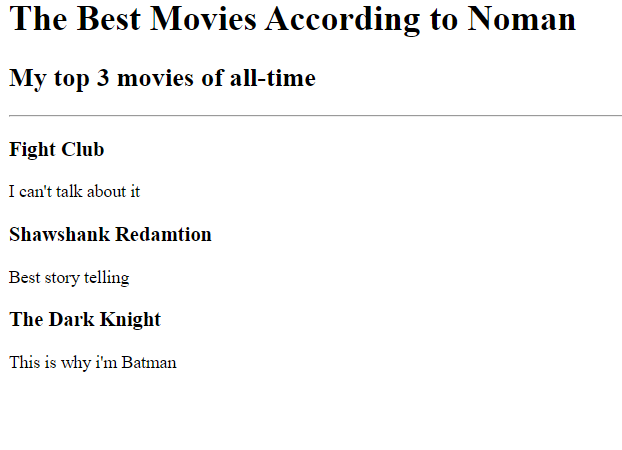 The Best Movies According to Noman
My top 3 movies of all-time
Fight Club
I can't talk about it
Shawshank Redamtion
Best story telling
The Dark Knight
This is why i'm Batman